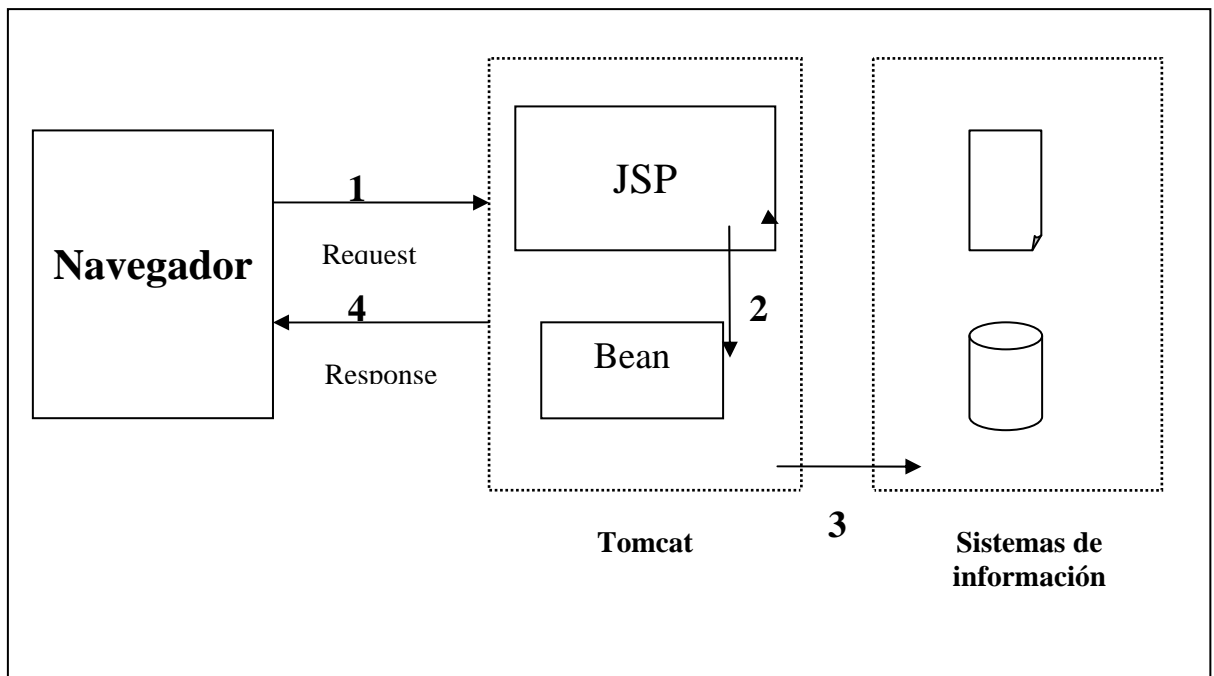 JSP
1
Navegador
Request
4
2
Bean
Response
3
Tomcat
Sistemas de
información